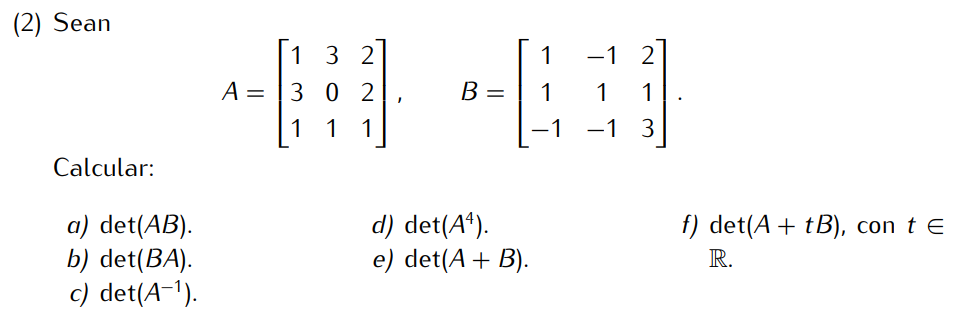 (2) Sean
A = [1 3 2
3 0 2
1 1 1], B = [1 −1 2
1 1 1
−1 −1 3].
Calcular:
a) det(AB).
b) det(BA).
c) det(A⁻¹).
d) det(A⁴).
e) det(A + B).
f) det(A + tB), con t ∈
ℝ.